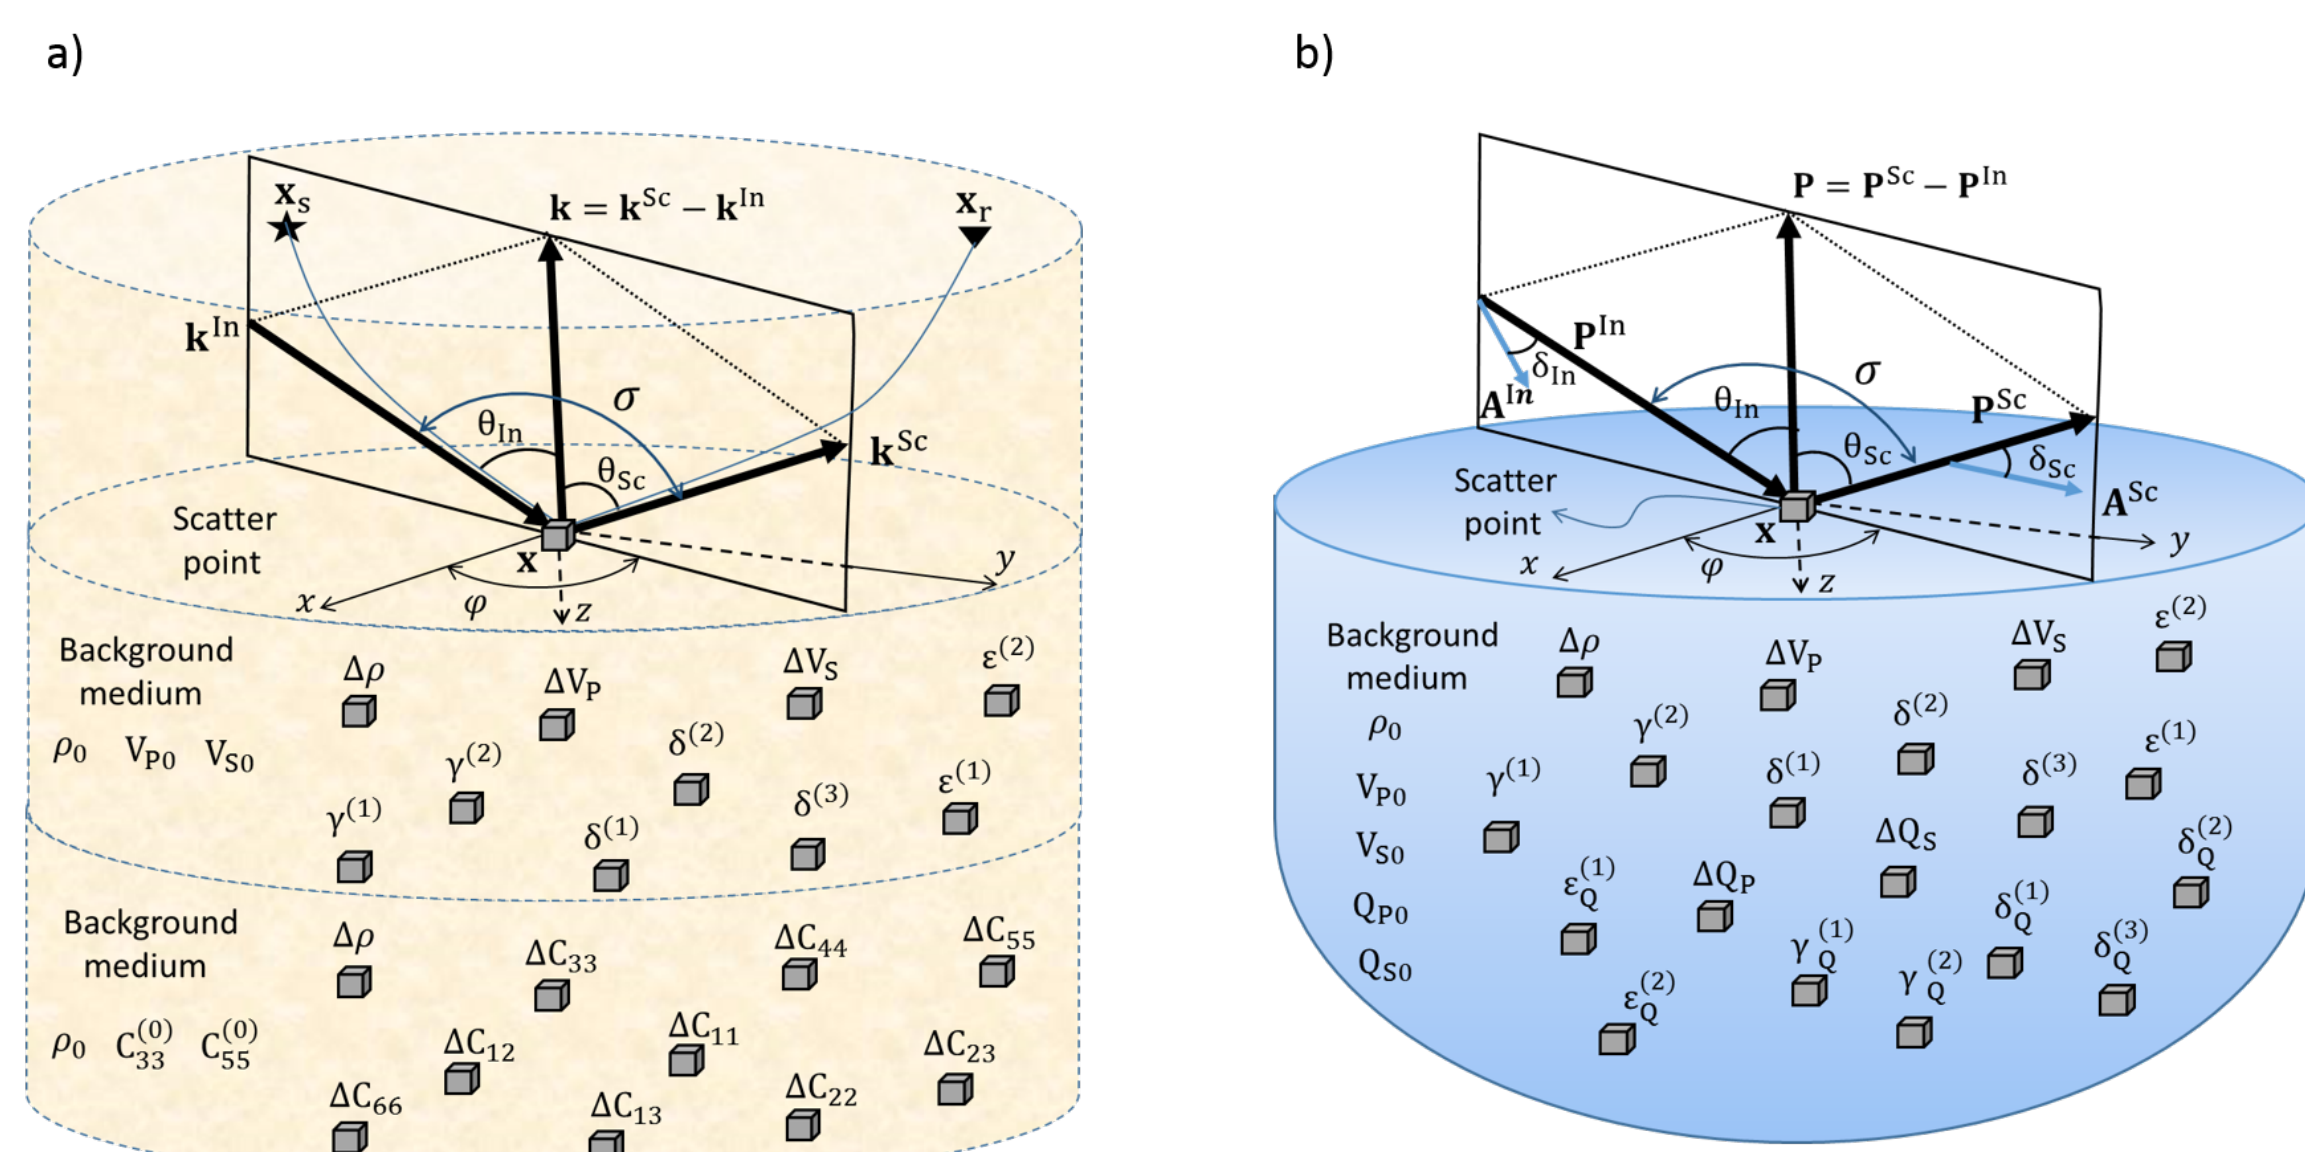 a)
x_s
k = k^Sc − k^In
x_r
k^In
σ
θ_In
k^Sc
θ_Sc
Scatter
point
x
y
x
φ
z
Background
medium
Δρ
ΔV_P
ΔV_S
ε^(2)
ρ_0 V_P0 V_S0
γ^(2)
δ^(2)
ε^(1)
γ^(1)
δ^(1)
δ^(3)
Background
medium
Δρ
ΔC_33
ΔC_44
ΔC_55
ρ_0 C_33^(0) C_55^(0)
ΔC_12
ΔC_11
ΔC_23
ΔC_66
ΔC_13
ΔC_22
b)
P = P^Sc − P^In
P^In
δ_In
A^In
σ
θ_In
P^Sc
θ_Sc
δ_Sc
A^Sc
Scatter
point
x
y
x
φ
z
Background
medium
Δρ
ΔV_P
ΔV_S
ε^(2)
ρ_0
γ^(2)
δ^(2)
ε^(1)
V_P0
γ^(1)
δ^(1)
δ^(3)
V_S0
ΔQ_S
δ_Q^(2)
Q_P0
ε_Q^(1)
ΔQ_P
δ_Q^(1)
Q_S0
γ_Q^(1)
γ_Q^(2)
δ_Q^(3)
ε_Q^(2)